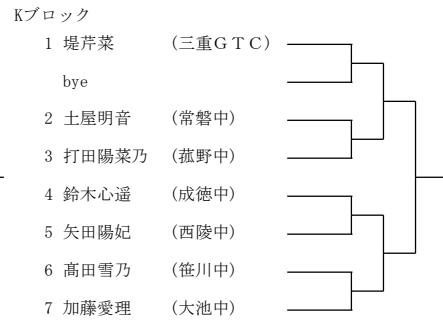 Kブロック
1 堤芹菜 (三重ＧＴＣ)
bye
2 土屋明音 (常磐中)
3 打田陽菜乃 (菰野中)
4 鈴木心遥 (成徳中)
5 矢田陽妃 (西陵中)
6 髙田雪乃 (笹川中)
7 加藤愛理 (大池中)